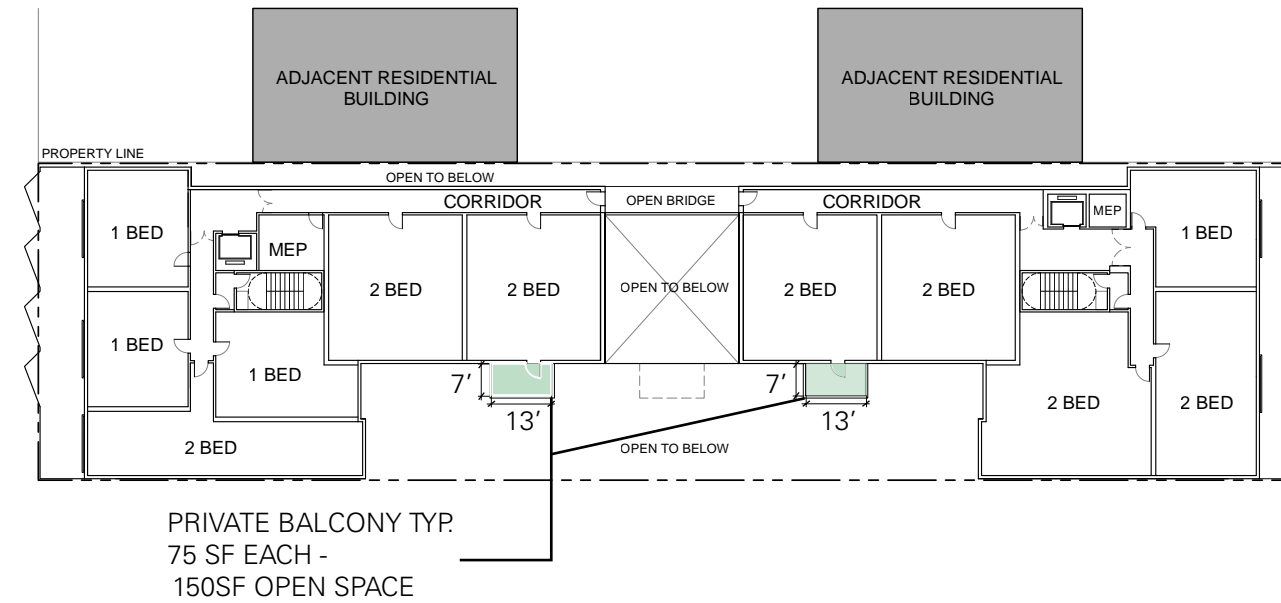 ADJACENT RESIDENTIAL
BUILDING
ADJACENT RESIDENTIAL
BUILDING
PROPERTY LINE
OPEN TO BELOW
CORRIDOR
OPEN BRIDGE
CORRIDOR
MEP
1 BED
MEP
1 BED
2 BED
2 BED
OPEN TO BELOW
2 BED
2 BED
1 BED
1 BED
7'
13'
7'
13'
2 BED
2 BED
2 BED
OPEN TO BELOW
PRIVATE BALCONY TYP.
75 SF EACH -
150SF OPEN SPACE